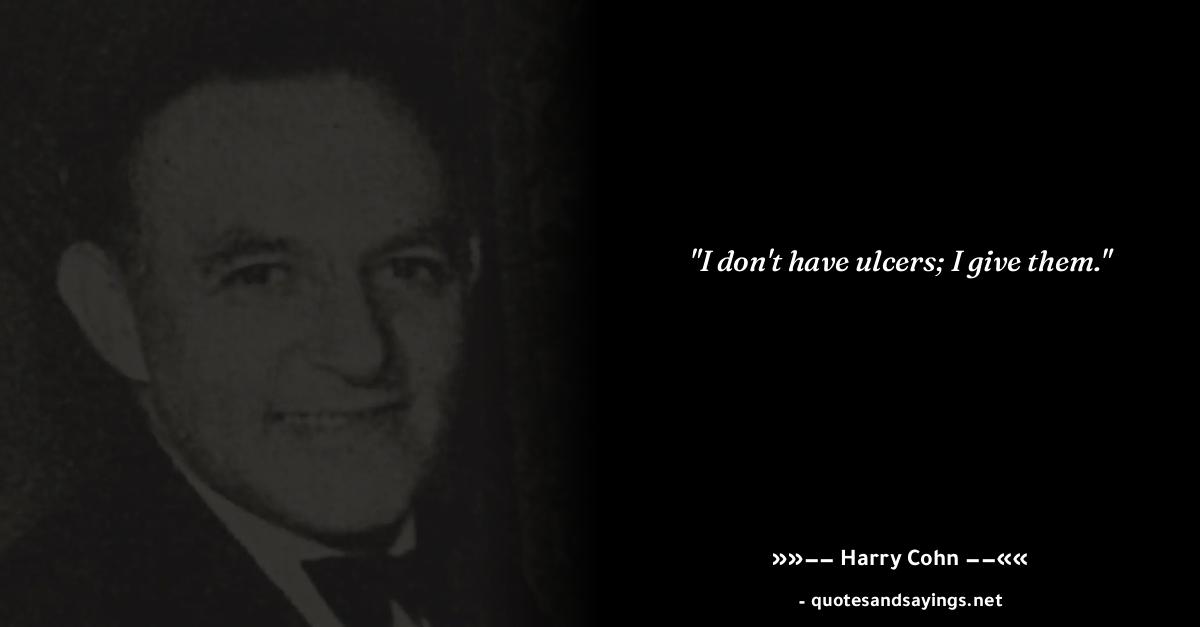 "I don't have ulcers; I give them."
»»−− Harry Cohn −−««
- quotesandsayings.net